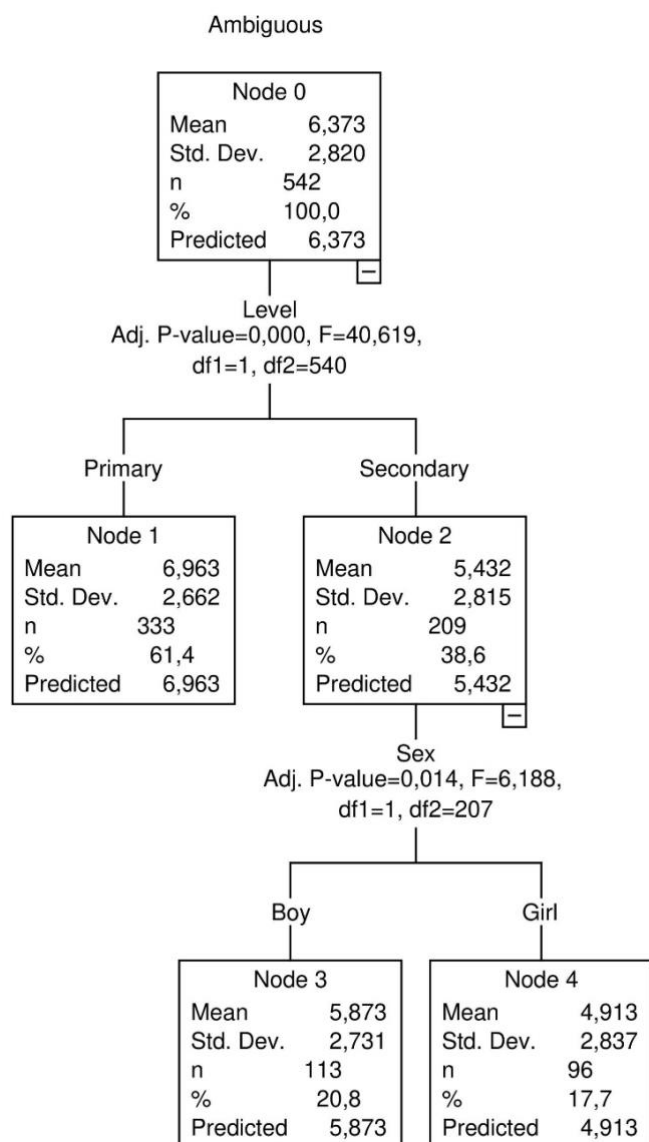 Ambiguous
Node 0
Mean 6,373
Std. Dev. 2,820
n 542
% 100,0
Predicted 6,373
Level
Adj. P-value=0,000, F=40,619,
df1=1, df2=540
Primary
Secondary
Node 1
Mean 6,963
Std. Dev. 2,662
n 333
% 61,4
Predicted 6,963
Node 2
Mean 5,432
Std. Dev. 2,815
n 209
% 38,6
Predicted 5,432
Sex
Adj. P-value=0,014, F=6,188,
df1=1, df2=207
Boy
Girl
Node 3
Mean 5,873
Std. Dev. 2,731
n 113
% 20,8
Predicted 5,873
Node 4
Mean 4,913
Std. Dev. 2,837
n 96
% 17,7
Predicted 4,913